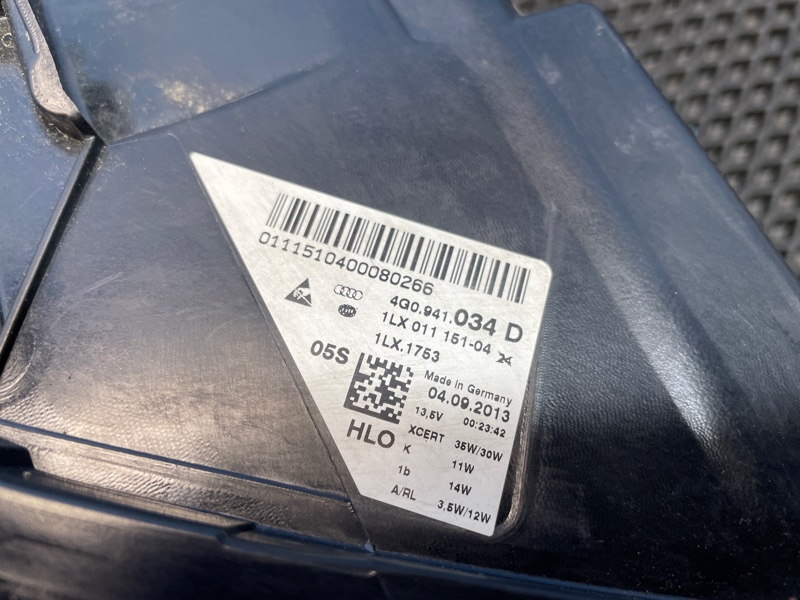 0111510400080266
4G0.941.034 D
1LX 011 151-04
1LX.1753
05S
Made in Germany
04.09.2013
13,5V 00:23:42
HLO
XCERT 35W/30W
K 11W
1b 14W
A/RL 3,5W/12W